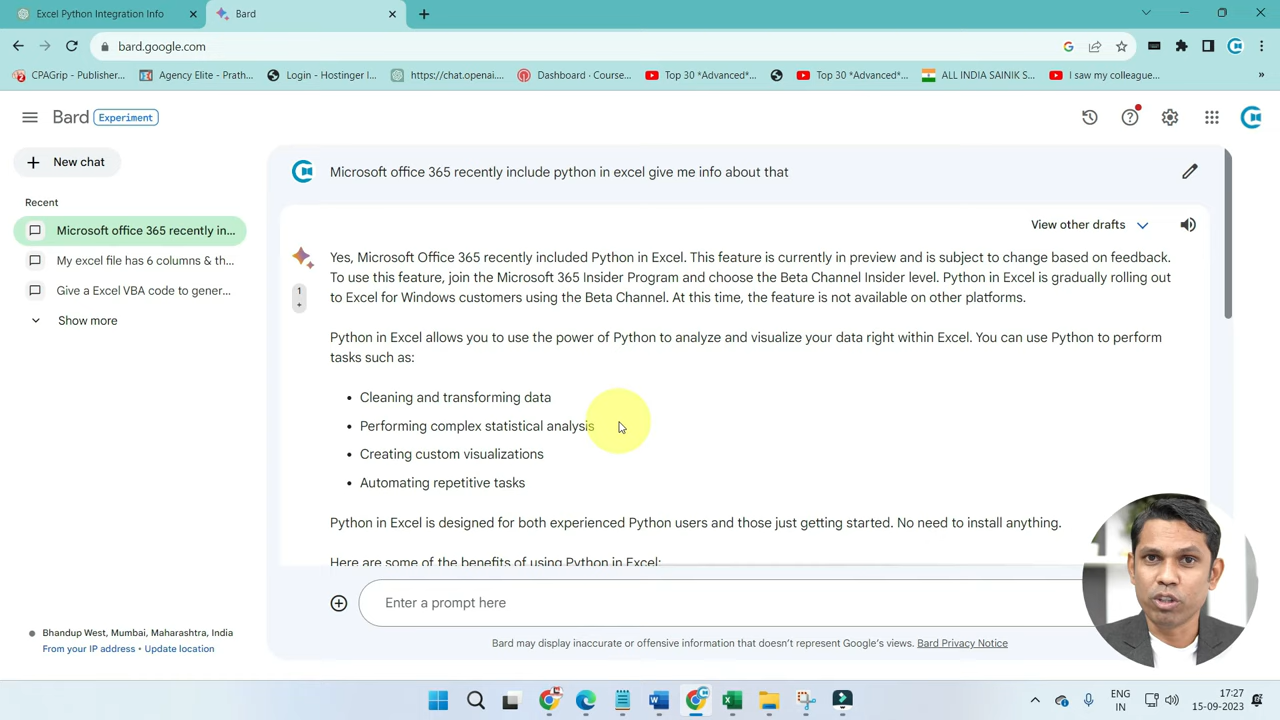 Excel Python Integration Info
Bard
bard.google.com
CPAGrip - Publisher...
Agency Elite - Prath...
Login - Hostinger I...
https://chat.openai....
Dashboard - Course...
Top 30 *Advanced*...
Top 30 *Advanced*...
ALL INDIA SAINIK S...
I saw my colleague...
»
Bard
Experiment
New chat
Recent
Microsoft office 365 recently in...
My excel file has 6 columns & th...
Give a Excel VBA code to gener...
Show more
Microsoft office 365 recently include python in excel give me info about that
View other drafts
1
Yes, Microsoft Office 365 recently included Python in Excel. This feature is currently in preview and is subject to change based on feedback.
To use this feature, join the Microsoft 365 Insider Program and choose the Beta Channel Insider level. Python in Excel is gradually rolling out
to Excel for Windows customers using the Beta Channel. At this time, the feature is not available on other platforms.
Python in Excel allows you to use the power of Python to analyze and visualize your data right within Excel. You can use Python to perform
tasks such as:
• Cleaning and transforming data
• Performing complex statistical analysis
• Creating custom visualizations
• Automating repetitive tasks
Python in Excel is designed for both experienced Python users and those just getting started. No need to install anything.
Here are some of the benefits of using Python in Excel:
Enter a prompt here
Bard may display inaccurate or offensive information that doesn't represent Google's views. Bard Privacy Notice
Bhandup West, Mumbai, Maharashtra, India
From your IP address • Update location
ENG
IN
17:27
15-09-2023